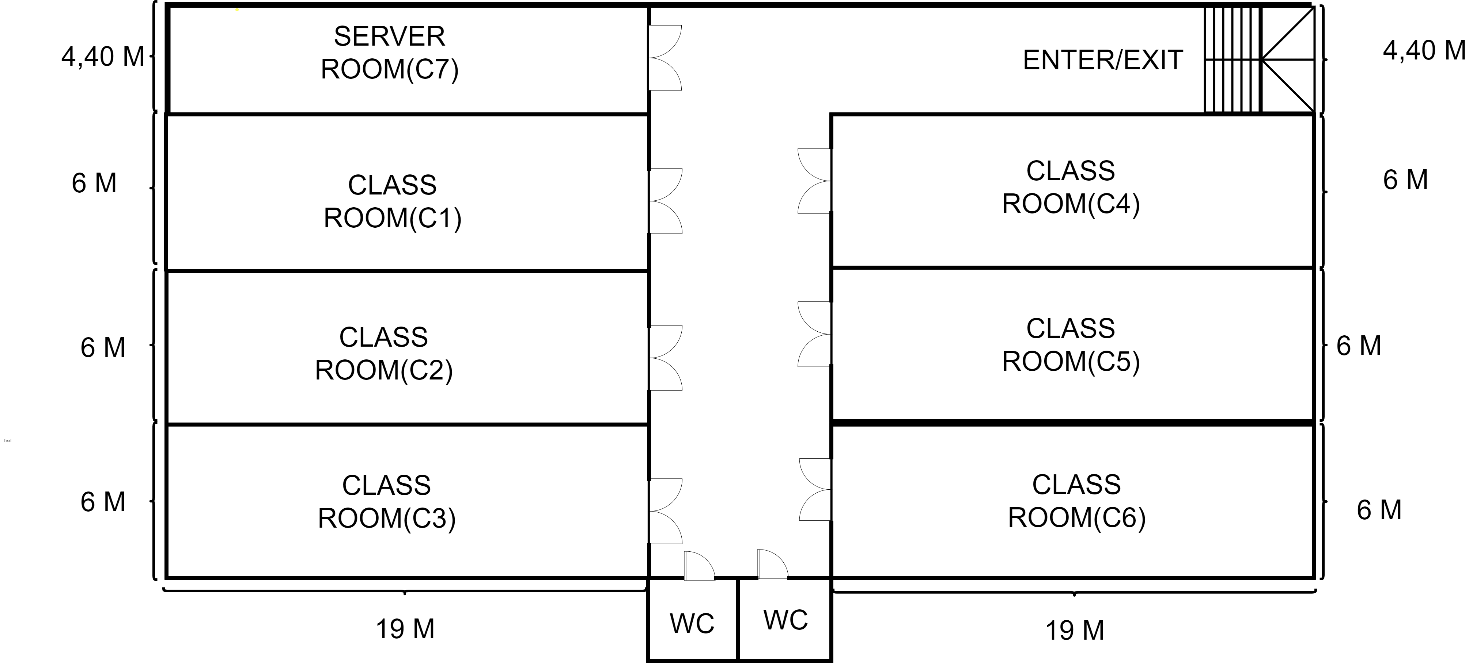 4,40 M
SERVER
ROOM(C7)
ENTER/EXIT
4,40 M
6 M
CLASS
ROOM(C1)
CLASS
ROOM(C4)
6 M
6 M
CLASS
ROOM(C2)
CLASS
ROOM(C5)
6 M
6 M
CLASS
ROOM(C3)
CLASS
ROOM(C6)
6 M
19 M
WC
WC
19 M